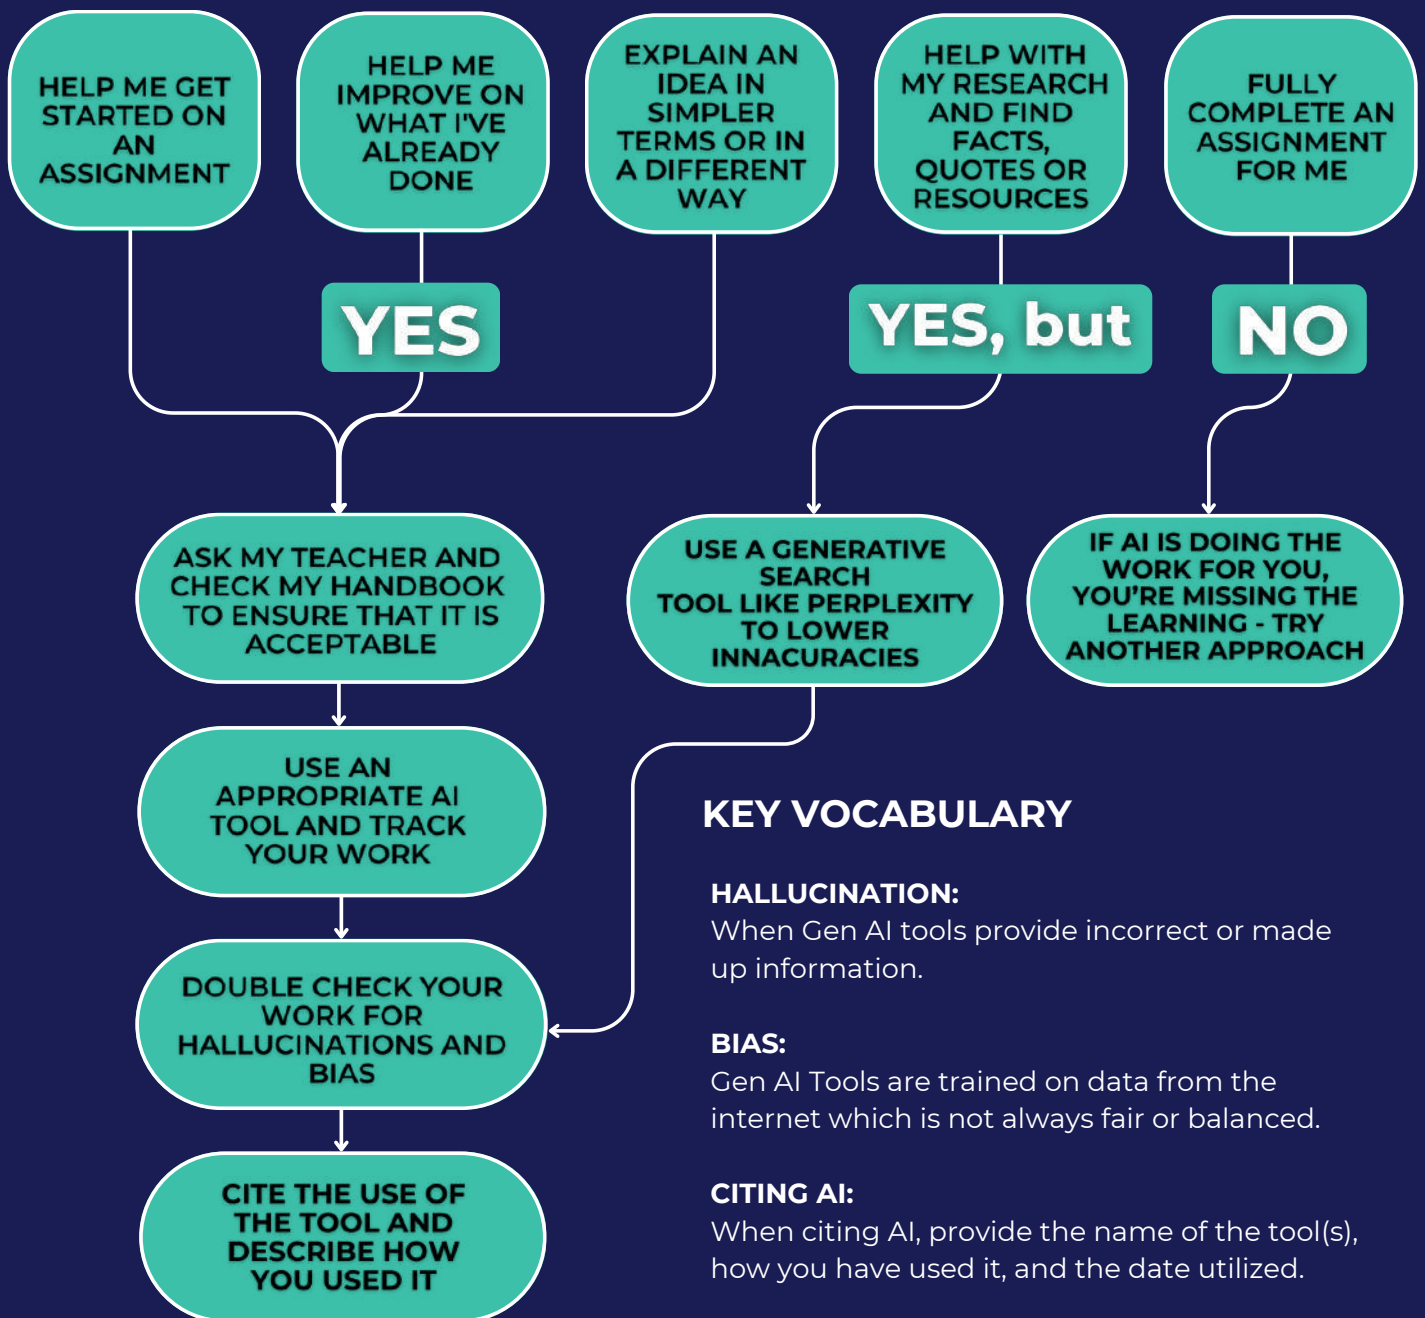 HELP ME GET
STARTED ON
AN
ASSIGNMENT
HELP ME
IMPROVE ON
WHAT I'VE
ALREADY
DONE
EXPLAIN AN
IDEA IN
SIMPLER
TERMS OR IN
A DIFFERENT
WAY
HELP WITH
MY RESEARCH
AND FIND
FACTS,
QUOTES OR
RESOURCES
FULLY
COMPLETE AN
ASSIGNMENT
FOR ME
YES
YES, but
NO
ASK MY TEACHER AND
CHECK MY HANDBOOK
TO ENSURE THAT IT IS
ACCEPTABLE
USE A GENERATIVE
SEARCH
TOOL LIKE PERPLEXITY
TO LOWER
INNACURACIES
IF AI IS DOING THE
WORK FOR YOU,
YOU’RE MISSING THE
LEARNING - TRY
ANOTHER APPROACH
USE AN
APPROPRIATE AI
TOOL AND TRACK
YOUR WORK
DOUBLE CHECK YOUR
WORK FOR
HALLUCINATIONS AND
BIAS
CITE THE USE OF
THE TOOL AND
DESCRIBE HOW
YOU USED IT
KEY VOCABULARY
HALLUCINATION:
When Gen AI tools provide incorrect or made
up information.
BIAS:
Gen AI Tools are trained on data from the
internet which is not always fair or balanced.
CITING AI:
When citing AI, provide the name of the tool(s),
how you have used it, and the date utilized.